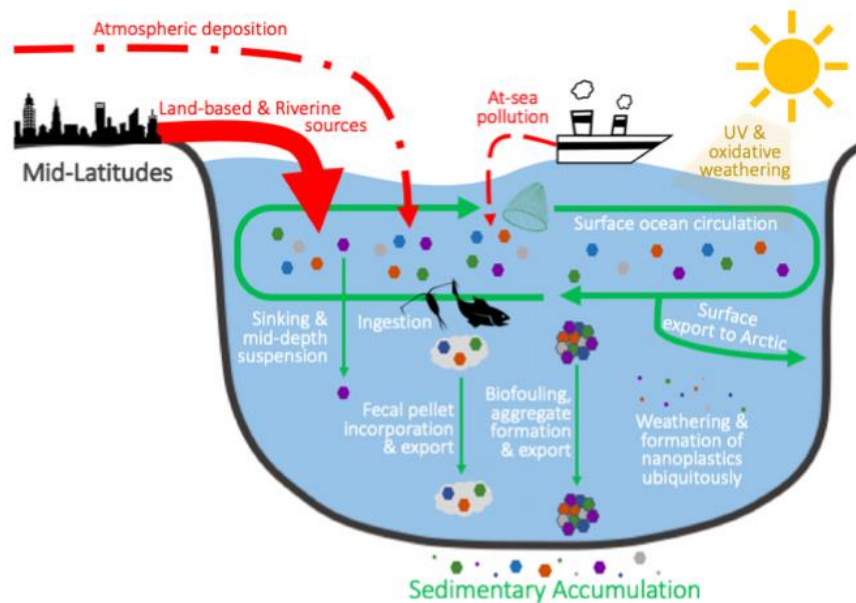 Atmospheric deposition
Land-based & Riverine
sources
At-sea
pollution
UV &
oxidative
weathering
Mid-Latitudes
Surface ocean circulation
Sinking &
mid-depth
suspension
Ingestion
Surface
export to Arctic
Fecal pellet
incorporation
& export
Biofouling,
aggregate
formation
& export
Weathering &
formation of
nanoplastics
ubiquitously
Sedimentary Accumulation